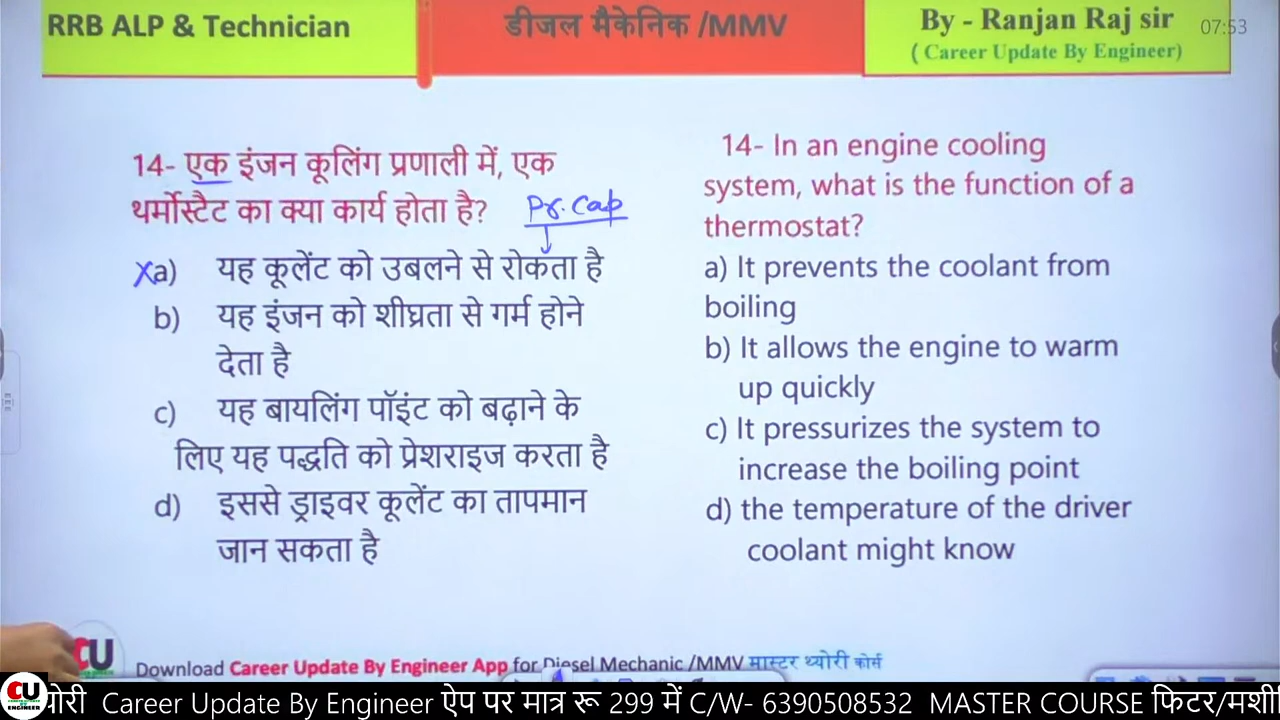 RRB ALP & Technician
डीजल मैकेनिक /MMV
By - Ranjan Raj sir
( Career Update By Engineer)
07:53
14- एक इंजन कूलिंग प्रणाली में, एक
थर्मोस्टैट का क्या कार्य होता है?
Pr. Cap
Xa) यह कूलेंट को उबलने से रोकता है
b) यह इंजन को शीघ्रता से गर्म होने
देता है
c) यह बायलिंग पॉइंट को बढ़ाने के
लिए यह पद्धति को प्रेशराइज करता है
d) इससे ड्राइवर कूलेंट का तापमान
जान सकता है
14- In an engine cooling
system, what is the function of a
thermostat?
a) It prevents the coolant from
boiling
b) It allows the engine to warm
up quickly
c) It pressurizes the system to
increase the boiling point
d) the temperature of the driver
coolant might know
CU
Download Career Update By Engineer App for Diesel Mechanic /MMV मास्टर थ्योरी कोर्स
CU
ENGINEER
योरी Career Update By Engineer ऐप पर मात्र रू 299 में C/W- 6390508532 MASTER COURSE फिटर/मशी